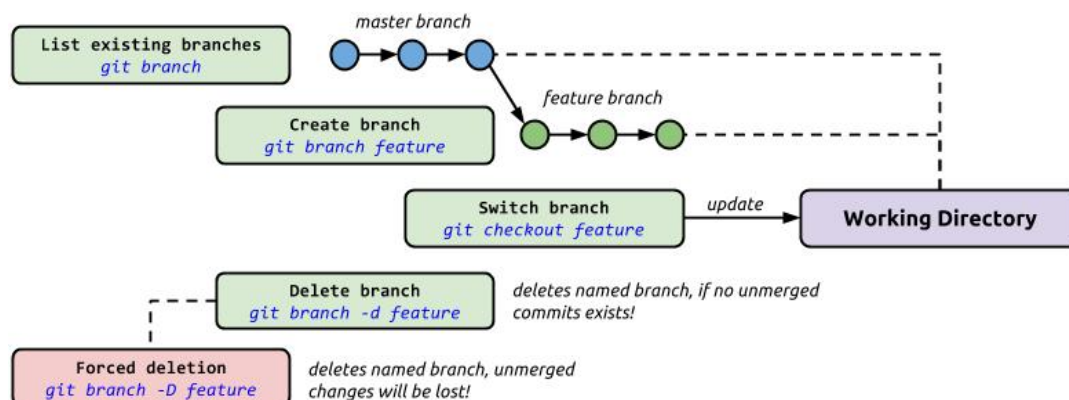 master branch
List existing branches
git branch
feature branch
Create branch
git branch feature
Switch branch
git checkout feature
update
Working Directory
Delete branch
git branch -d feature
deletes named branch, if no unmerged
commits exists!
Forced deletion
git branch -D feature
deletes named branch, unmerged
changes will be lost!